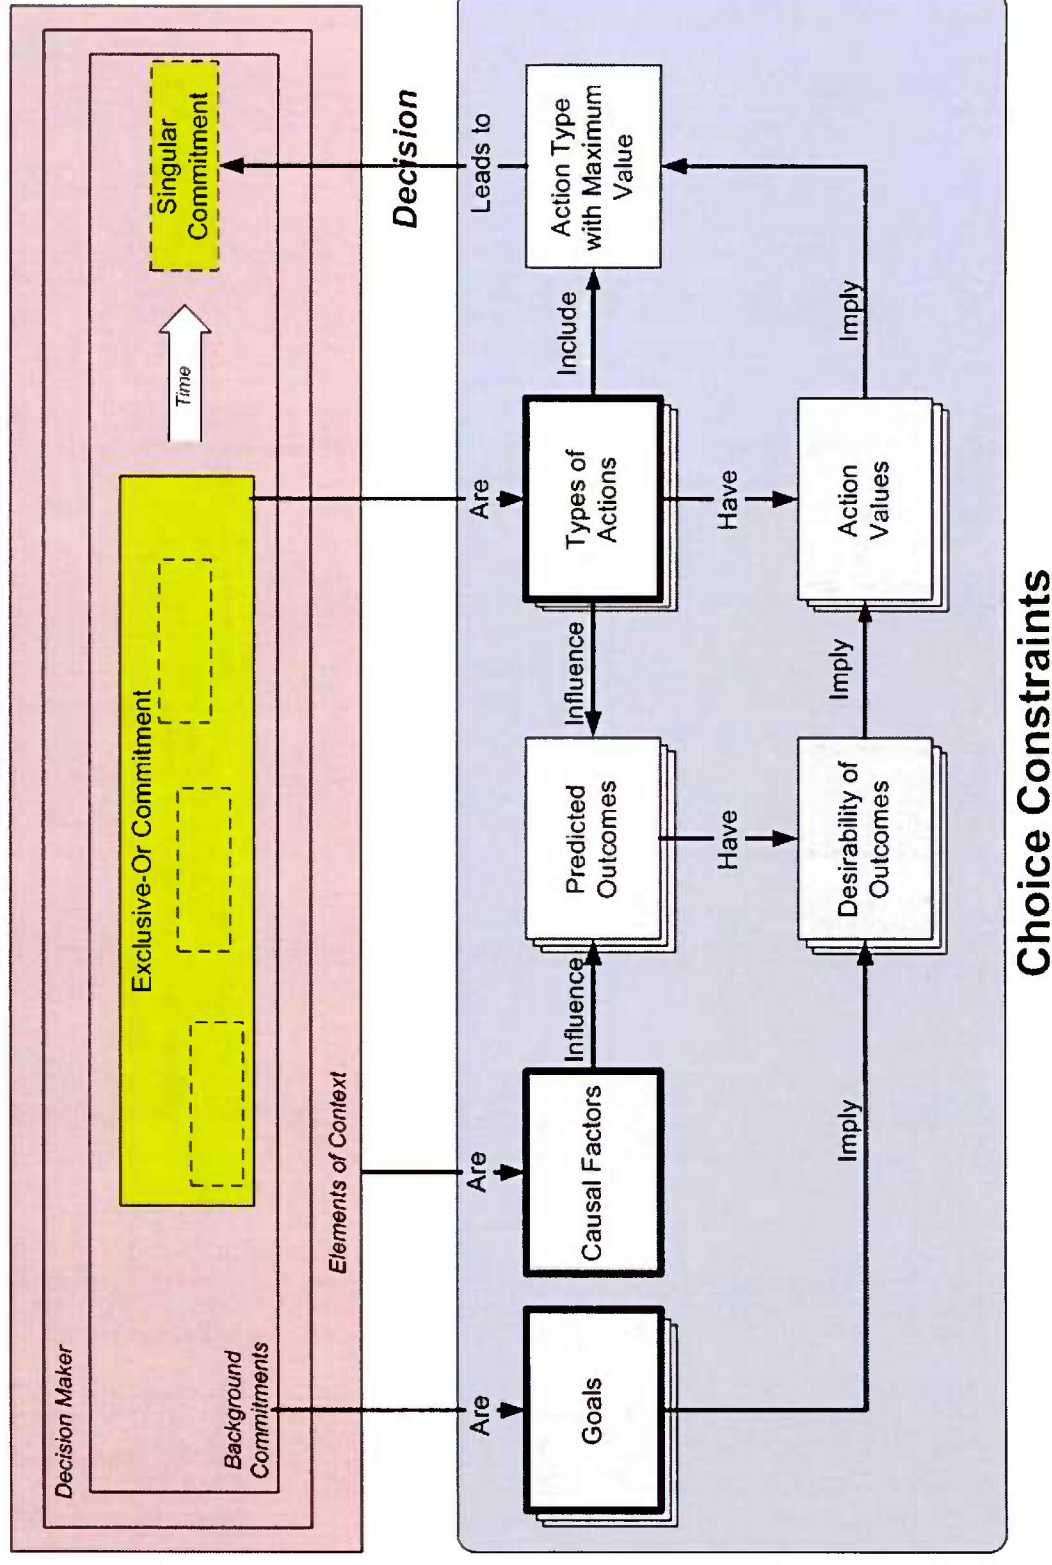 Decision Maker
Background
Commitments
Exclusive-Or Commitment
Time
Singular
Commitment
Elements of Context
Decision
Are
Are
Are
Leads to
Goals
Causal Factors
Influence
Predicted
Outcomes
Influence
Types of
Actions
Include
Action Type
with Maximum
Value
Have
Have
Imply
Desirability of
Outcomes
Imply
Action
Values
Imply
Choice Constraints